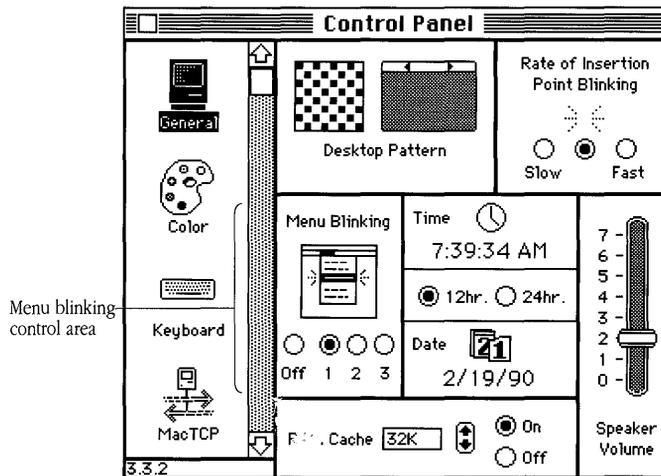 Control Panel
General
Color
Keyboard
MacTCP
3.3.2
Menu blinking
control area
Desktop Pattern
Rate of Insertion
Point Blinking
Slow Fast
Menu Blinking
Off 1 2 3
Time
7:39:34 AM
12hr. 24hr.
Date
21
2/19/90
Cache 32K
On
Off
7
6
5
4
3
2
1
0
Speaker
Volume